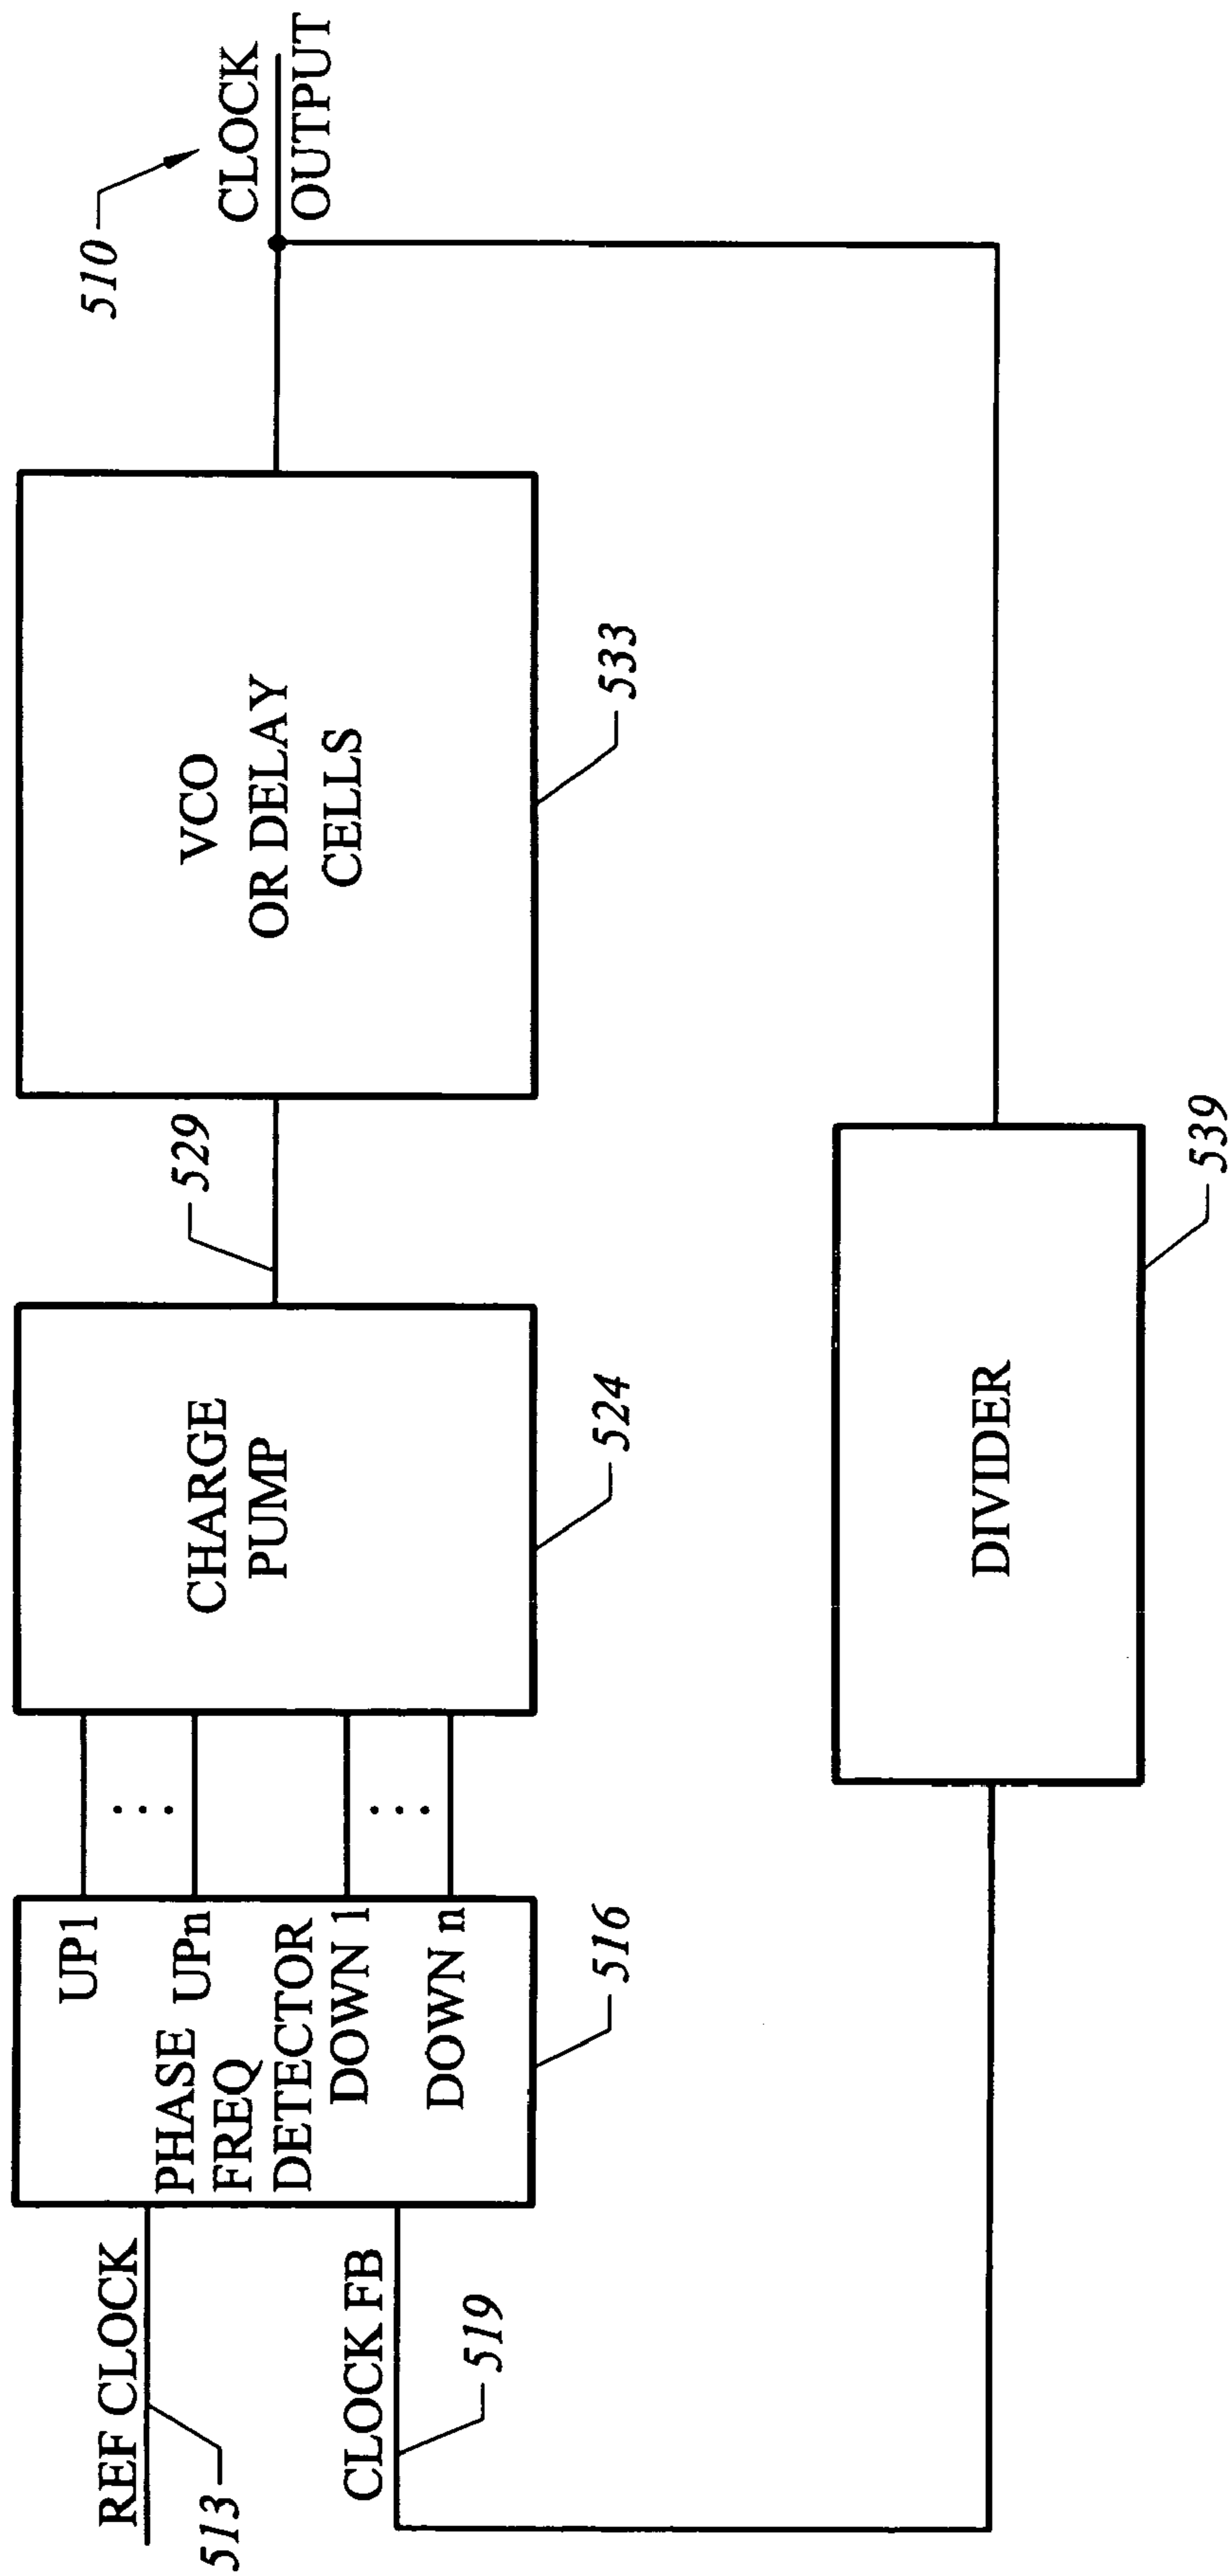 REF CLOCK
513
CLOCK FB
519
UP1
UPn
PHASE
FREQ
DETECTOR
DOWN 1
DOWN n
516
CHARGE
PUMP
524
529
VCO
OR DELAY
CELLS
533
510
CLOCK
OUTPUT
DIVIDER
539